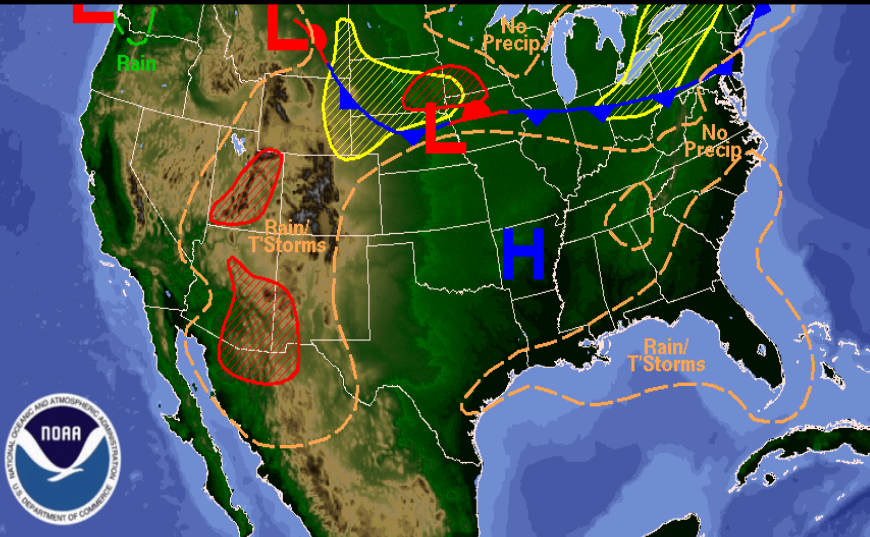 L
L
Rain
No
Precip.
L
No
Precip.
Rain/
T'Storms
H
Rain/
T'Storms
NATIONAL OCEANIC AND ATMOSPHERIC ADMINISTRATION
NOAA
U.S. DEPARTMENT OF COMMERCE